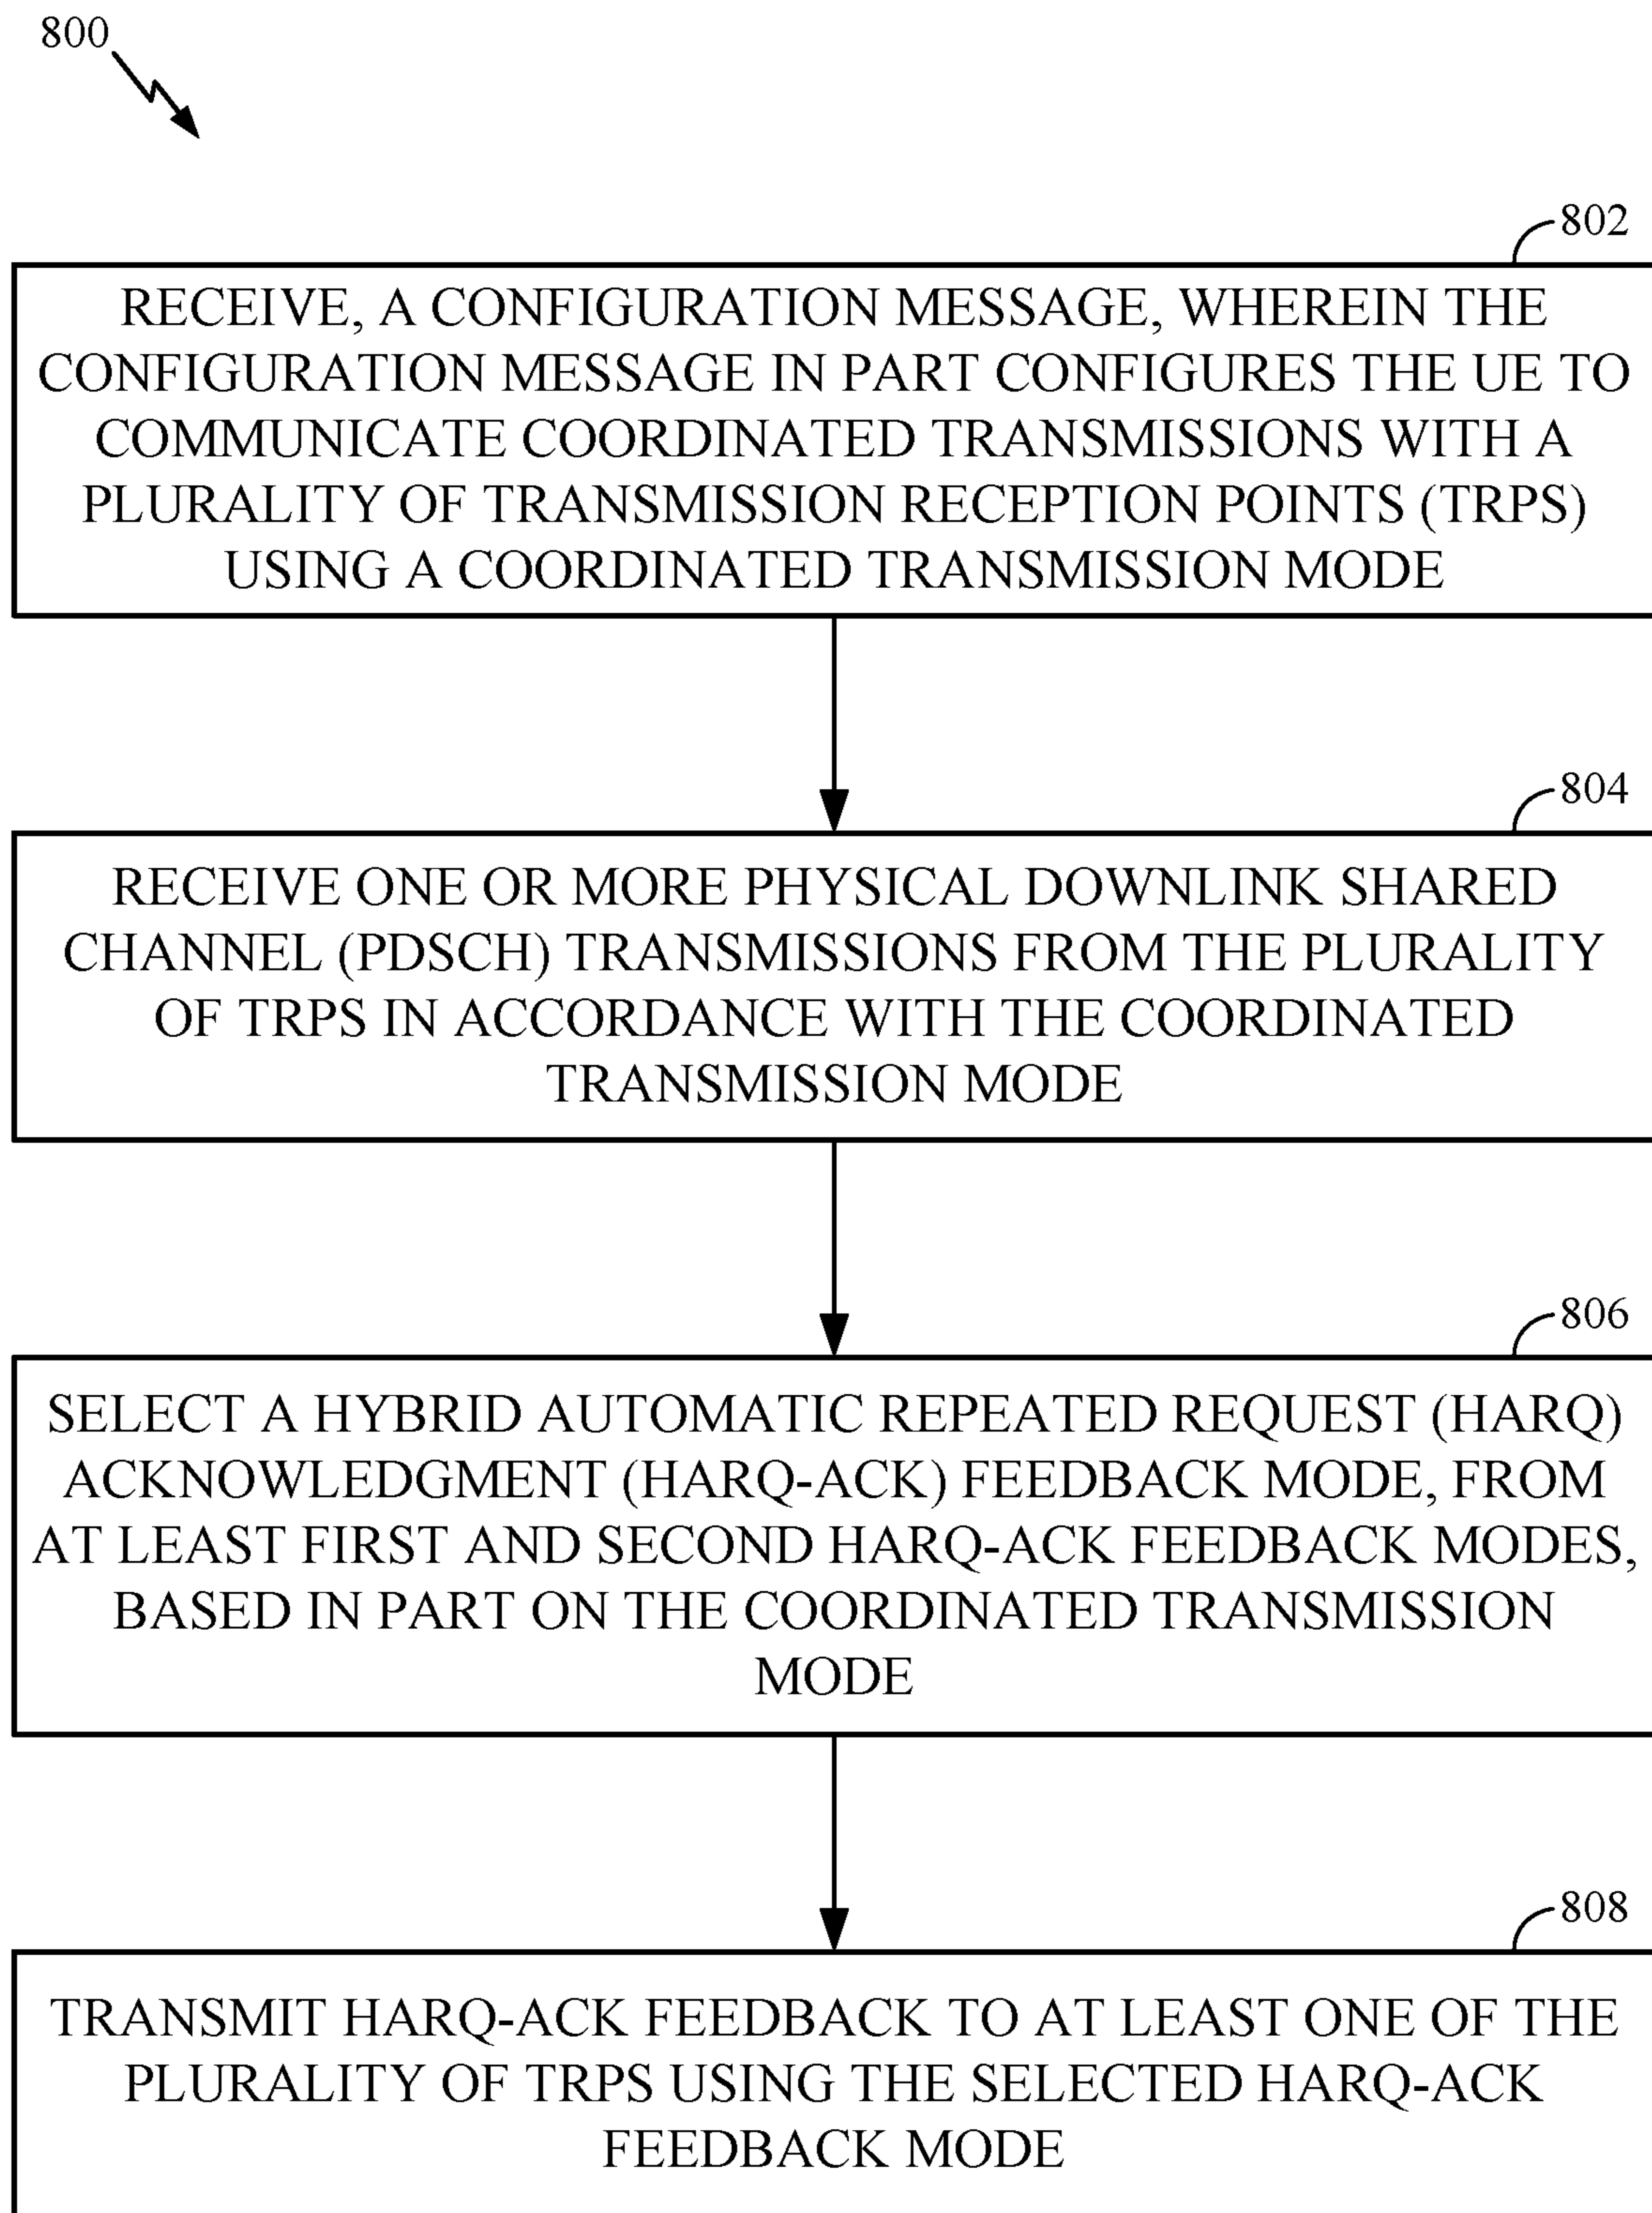 800
802
RECEIVE, A CONFIGURATION MESSAGE, WHEREIN THE
CONFIGURATION MESSAGE IN PART CONFIGURES THE UE TO
COMMUNICATE COORDINATED TRANSMISSIONS WITH A
PLURALITY OF TRANSMISSION RECEPTION POINTS (TRPS)
USING A COORDINATED TRANSMISSION MODE
804
RECEIVE ONE OR MORE PHYSICAL DOWNLINK SHARED
CHANNEL (PDSCH) TRANSMISSIONS FROM THE PLURALITY
OF TRPS IN ACCORDANCE WITH THE COORDINATED
TRANSMISSION MODE
806
SELECT A HYBRID AUTOMATIC REPEATED REQUEST (HARQ)
ACKNOWLEDGMENT (HARQ-ACK) FEEDBACK MODE, FROM
AT LEAST FIRST AND SECOND HARQ-ACK FEEDBACK MODES,
BASED IN PART ON THE COORDINATED TRANSMISSION
MODE
808
TRANSMIT HARQ-ACK FEEDBACK TO AT LEAST ONE OF THE
PLURALITY OF TRPS USING THE SELECTED HARQ-ACK
FEEDBACK MODE